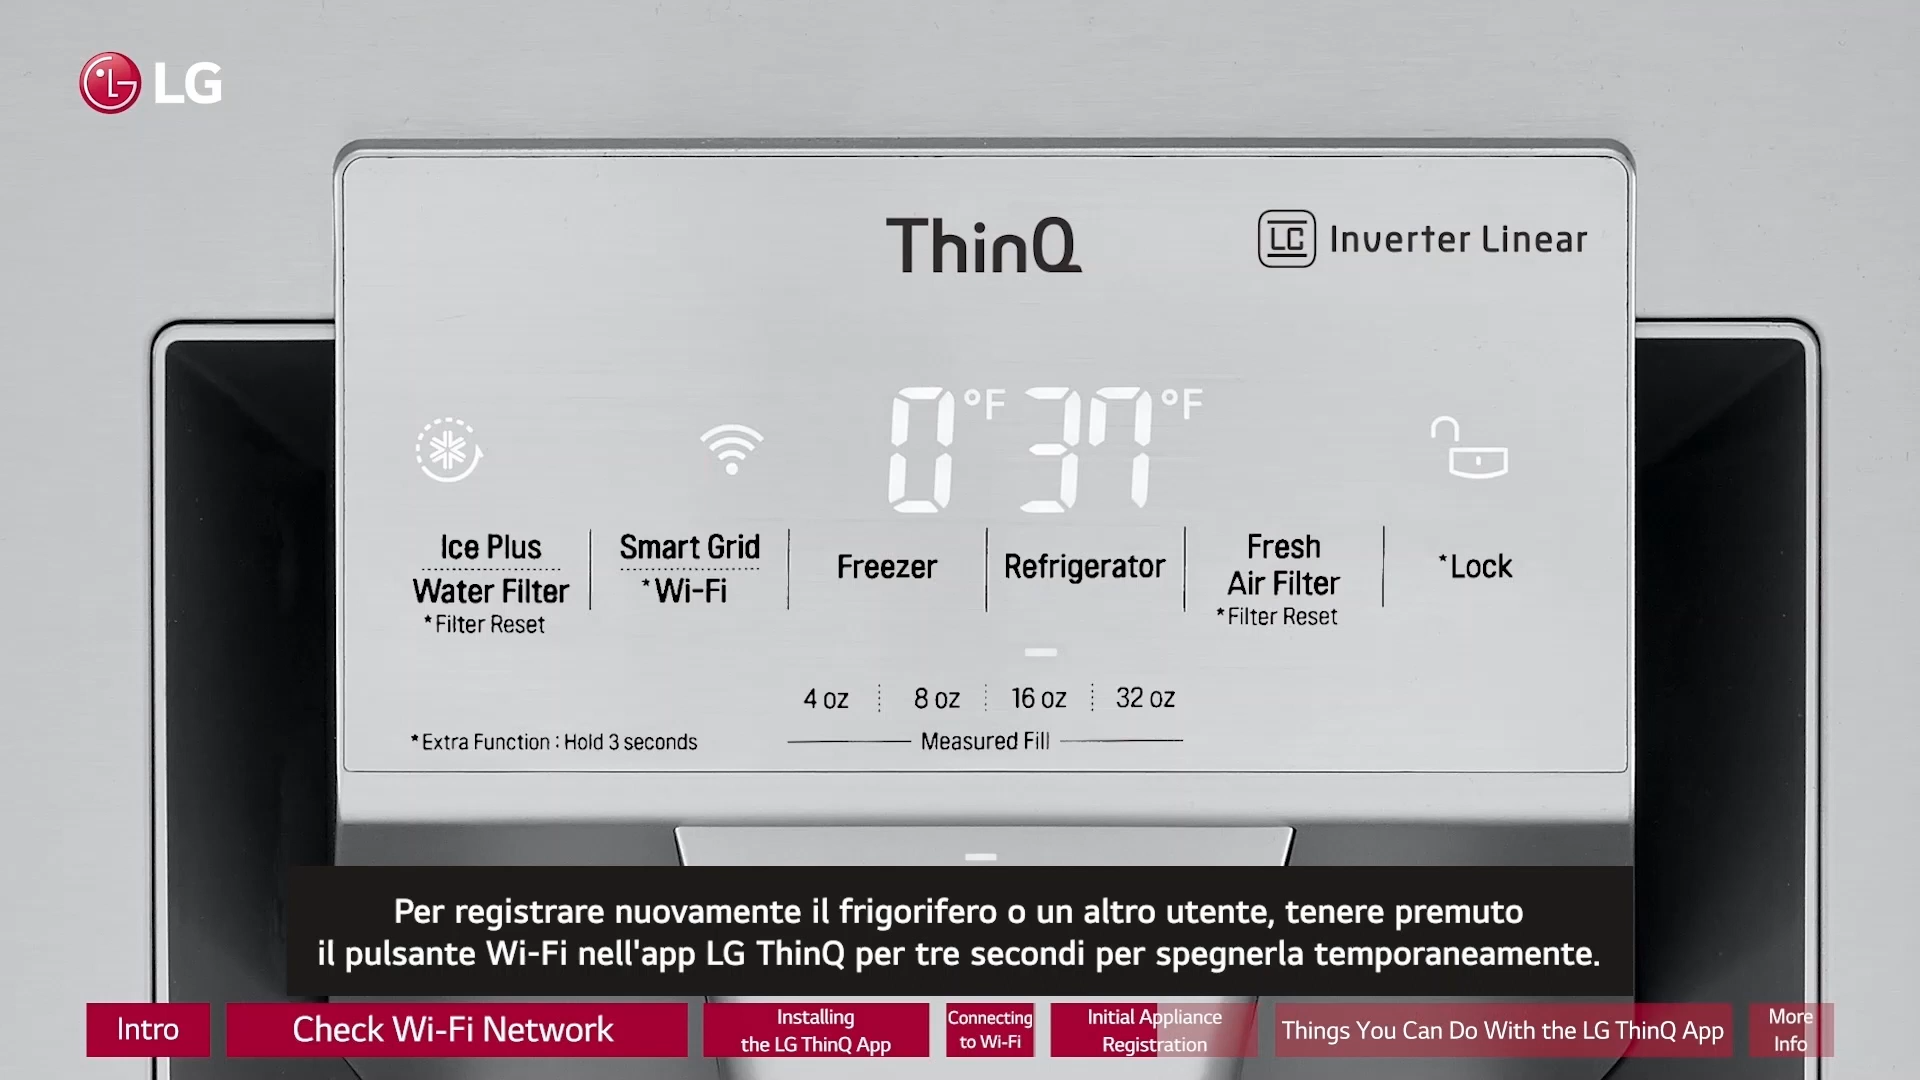 LG
ThinQ
LC Inverter Linear
0 °F 37 °F
Ice Plus
Water Filter
*Filter Reset
Smart Grid
*Wi-Fi
Freezer
Refrigerator
Fresh
Air Filter
*Filter Reset
*Lock
4 oz 8 oz 16 oz 32 oz
*Extra Function : Hold 3 seconds
Measured Fill
Per registrare nuovamente il frigorifero o un altro utente, tenere premuto
il pulsante Wi-Fi nell'app LG ThinQ per tre secondi per spegnerla temporaneamente.
Intro
Check Wi-Fi Network
Installing
the LG ThinQ App
Connecting
to Wi-Fi
Initial Appliance
Registration
Things You Can Do With the LG ThinQ App
More
Info